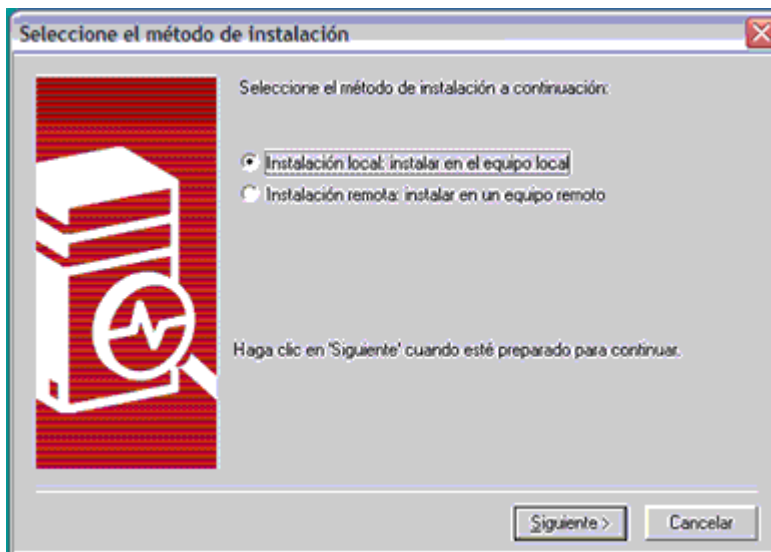 Seleccione el método de instalación
Seleccione el método de instalación a continuación:
Instalación local: instalar en el equipo local
Instalación remota: instalar en un equipo remoto
Haga clic en 'Siguiente' cuando esté preparado para continuar.
Siguiente >
Cancelar